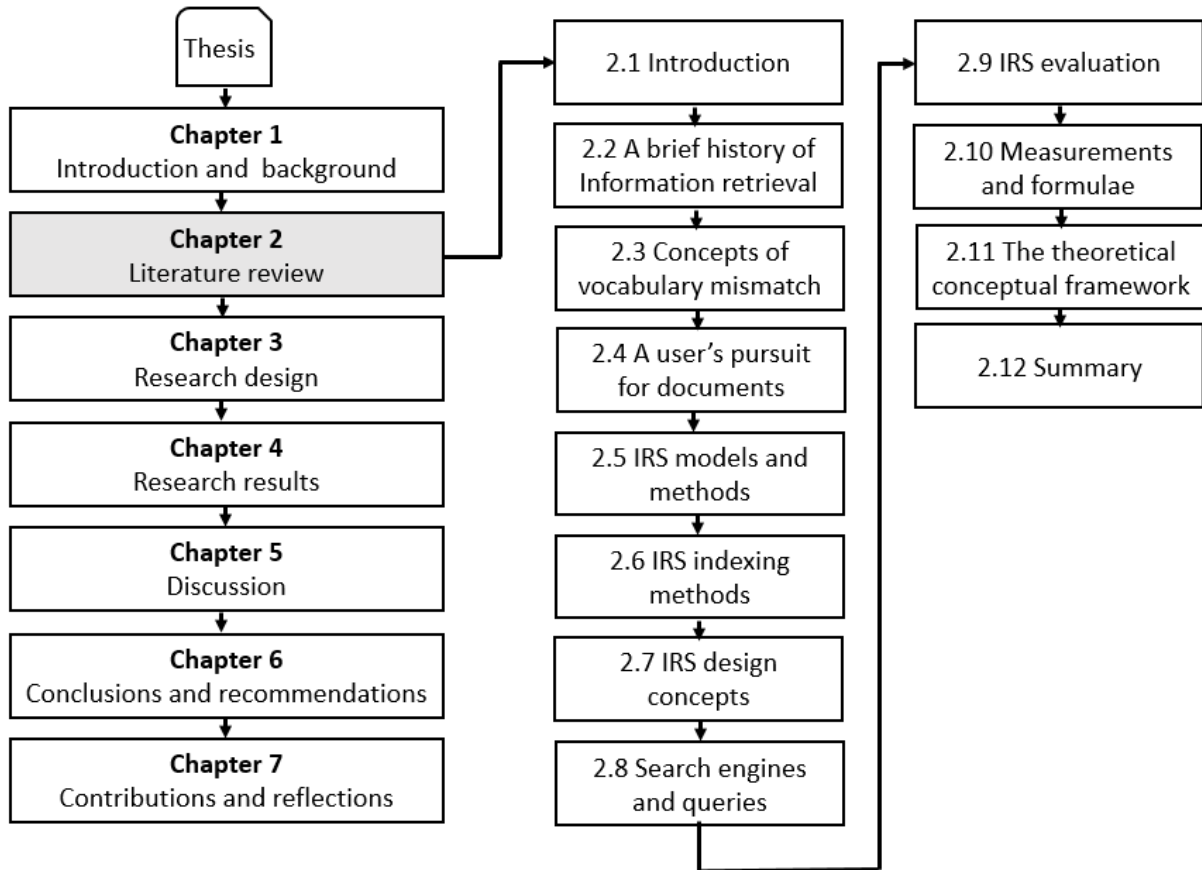 Thesis
Chapter 1
Introduction and background
Chapter 2
Literature review
Chapter 3
Research design
Chapter 4
Research results
Chapter 5
Discussion
Chapter 6
Conclusions and recommendations
Chapter 7
Contributions and reflections
2.1 Introduction
2.2 A brief history of
Information retrieval
2.3 Concepts of
vocabulary mismatch
2.4 A user’s pursuit
for documents
2.5 IRS models and
methods
2.6 IRS indexing
methods
2.7 IRS design
concepts
2.8 Search engines
and queries
2.9 IRS evaluation
2.10 Measurements
and formulae
2.11 The theoretical
conceptual framework
2.12 Summary